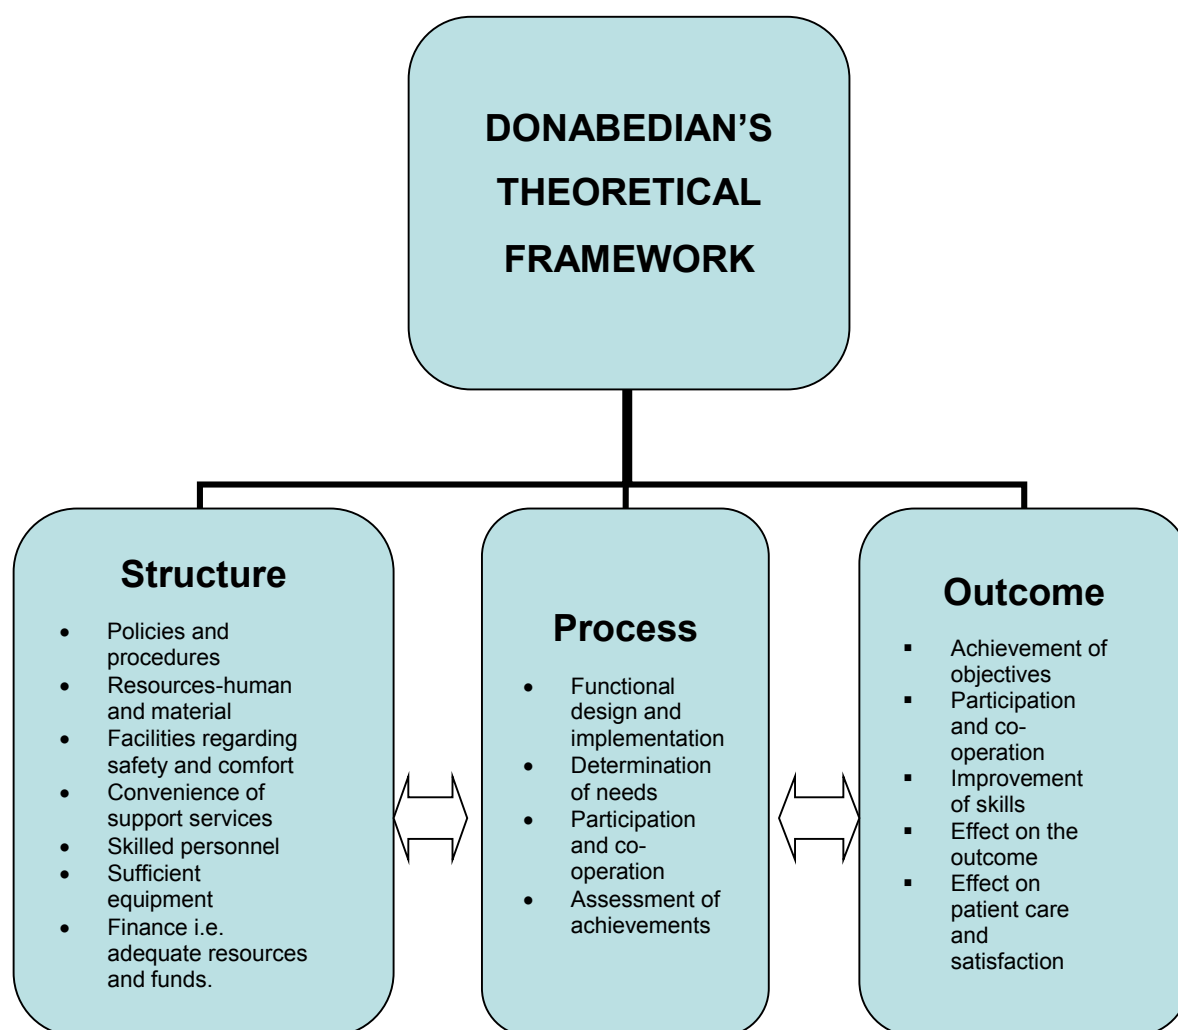 DONABEDIAN’S
THEORETICAL
FRAMEWORK
Structure
• Policies and
procedures
• Resources-human
and material
• Facilities regarding
safety and comfort
• Convenience of
support services
• Skilled personnel
• Sufficient
equipment
• Finance i.e.
adequate resources
and funds.
Process
• Functional
design and
implementation
• Determination
of needs
• Participation
and co-
operation
• Assessment of
achievements
Outcome
▪ Achievement of
objectives
▪ Participation
and co-
operation
▪ Improvement
of skills
▪ Effect on the
outcome
▪ Effect on
patient care
and
satisfaction